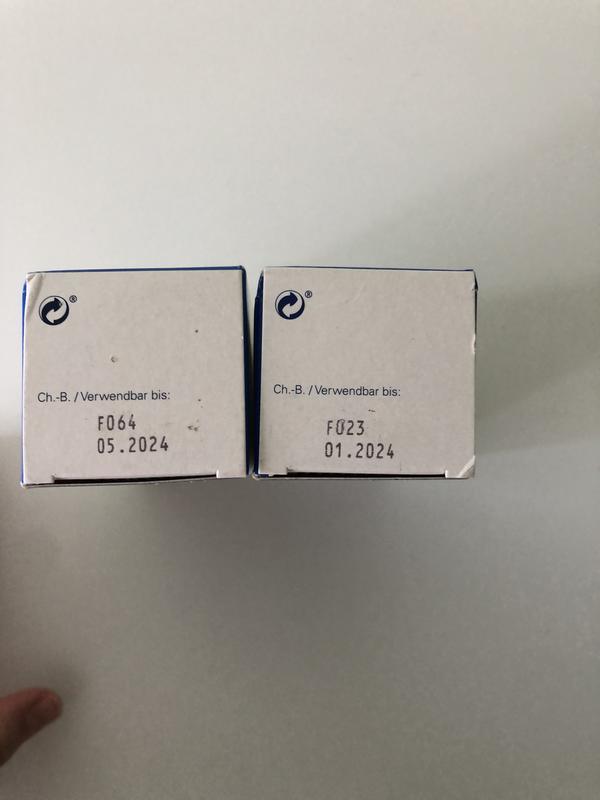 ®
Ch.-B. / Verwendbar bis:
F064
05.2024
®
Ch.-B. / Verwendbar bis:
F023
01.2024